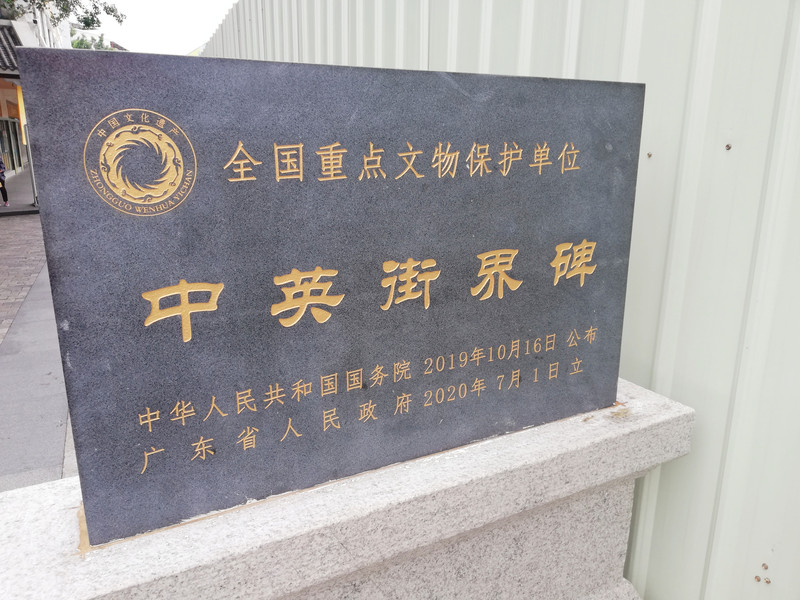 中国文化遗产
ZHONGGUO WENHUA YICHAN
全国重点文物保护单位
中英街界碑
中华人民共和国国务院 2019年10月16日 公布
广东省人民政府 2020年 7月 1日 立